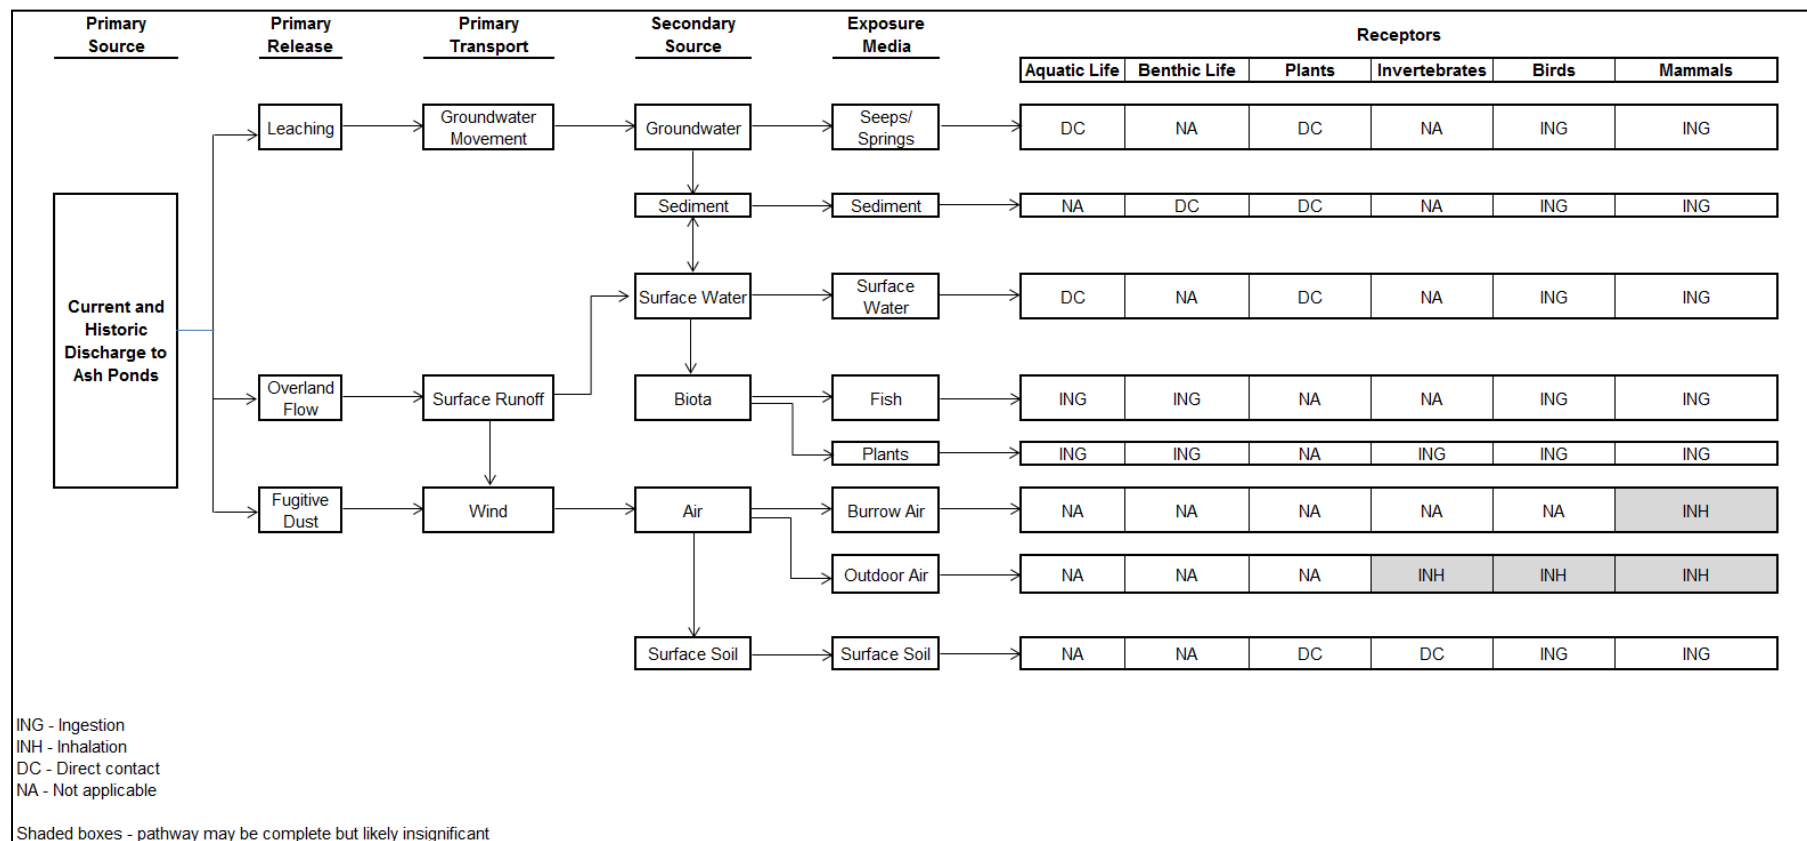 Primary
Source
Primary
Release
Primary
Transport
Secondary
Source
Exposure
Media
Receptors
Aquatic Life Benthic Life Plants Invertebrates Birds Mammals
Leaching
Groundwater
Movement
Groundwater
Seeps/
Springs
DC NA DC NA ING ING
Sediment Sediment NA DC DC NA ING ING
Current and
Historic
Discharge to
Ash Ponds
Surface Water
Surface
Water
DC NA DC NA ING ING
Overland
Flow
Surface Runoff Biota Fish ING ING NA NA ING ING
Plants ING ING NA ING ING ING
Fugitive
Dust
Wind Air Burrow Air NA NA NA NA NA INH
Outdoor Air NA NA NA INH INH INH
Surface Soil Surface Soil NA NA DC DC ING ING
ING - Ingestion
INH - Inhalation
DC - Direct contact
NA - Not applicable
Shaded boxes - pathway may be complete but likely insignificant